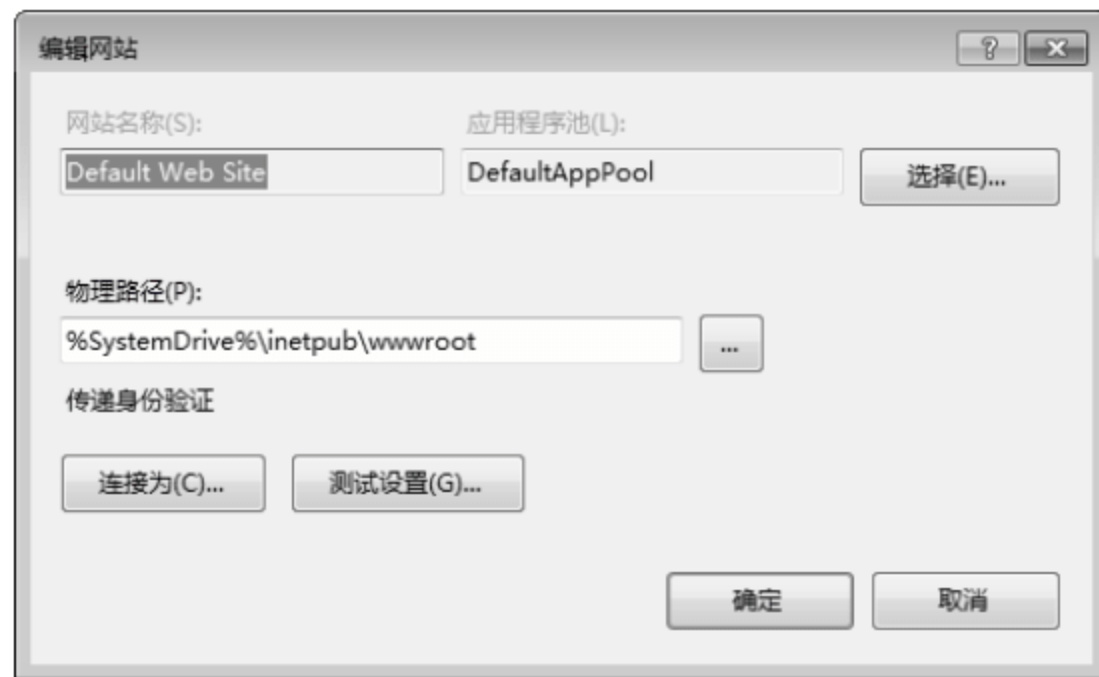 编辑网站
网站名称(S): 应用程序池(L):
Default Web Site DefaultAppPool 选择(E)...
物理路径(P):
%SystemDrive%\inetpub\wwwroot ...
传递身份验证
连接为(C)... 测试设置(G)...
确定 取消